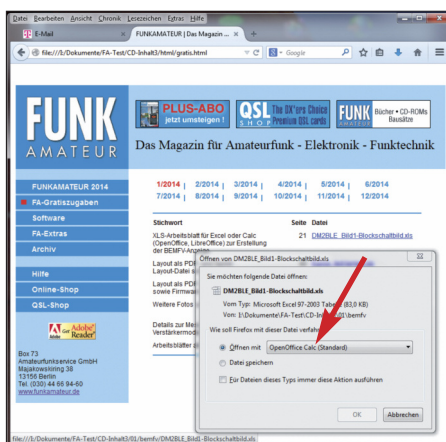 Datei Bearbeiten Ansicht Chronik Lesezeichen Extras Hilfe
E-Mail
FUNKAMATEUR | Das Magazin ...
file:///I:/Dokumente/FA-Test/CD-Inhalt3/html/gratis.html
Google
FUNK
AMATEUR
PLUS-ABO
jetzt umsteigen !
QSL
SHOP
The DX'ers Choice
Premium QSL cards
FUNK
AMATEUR
Bücher • CD-ROMs
Bausätze
Das Magazin für Amateurfunk - Elektronik - Funktechnik
FUNKAMATEUR 2014
FA-Gratiszugaben
Software
FA-Extras
Archiv
Hilfe
Online-Shop
QSL-Shop
Get Adobe®
Reader®
Box 73
Amateurfunkservice GmbH
Majakowskiring 38
13156 Berlin
Tel. (030) 44 66 94-60
www.funkamateur.de
1/2014 | 2/2014 | 3/2014 | 4/2014 | 5/2014 | 6/2014
7/2014 | 8/2014 | 9/2014 | 10/2014 | 11/2014 | 12/2014
Stichwort Seite Datei
XLS-Arbeitsblatt für Excel oder Calc 21 DM2BLE_Bild1-Blockschaltbild.xls
(OpenOffice, LibreOffice) zur Erstellung
der BEMFV-Anzeige
Layout als PDF
Layout-Datei
Layout als PDF
sowie Firmwa
Weitere Fotos
Details zur Mes
Verstärkermod
Arbeitsblätter
Öffnen von DM2BLE_Bild1-Blockschaltbild.xls
Sie möchten folgende Datei öffnen:
DM2BLE_Bild1-Blockschaltbild.xls
Vom Typ: Microsoft Excel 97-2003 (83,0 KB)
Von: I:\Dokumente\FA-Test\CD-Inhalt3\01\bemfv
Wie soll Firefox mit dieser Datei verfahren?
Öffnen mit OpenOffice Calc (Standard)
Datei speichern
Für Dateien dieses Typs immer diese Aktion ausführen
OK Abbrechen
file:///I:/Dokumente/FA-Test/CD-Inhalt3/01/bemfv/DM2BLE_Bild1-Blockschaltbild.xls